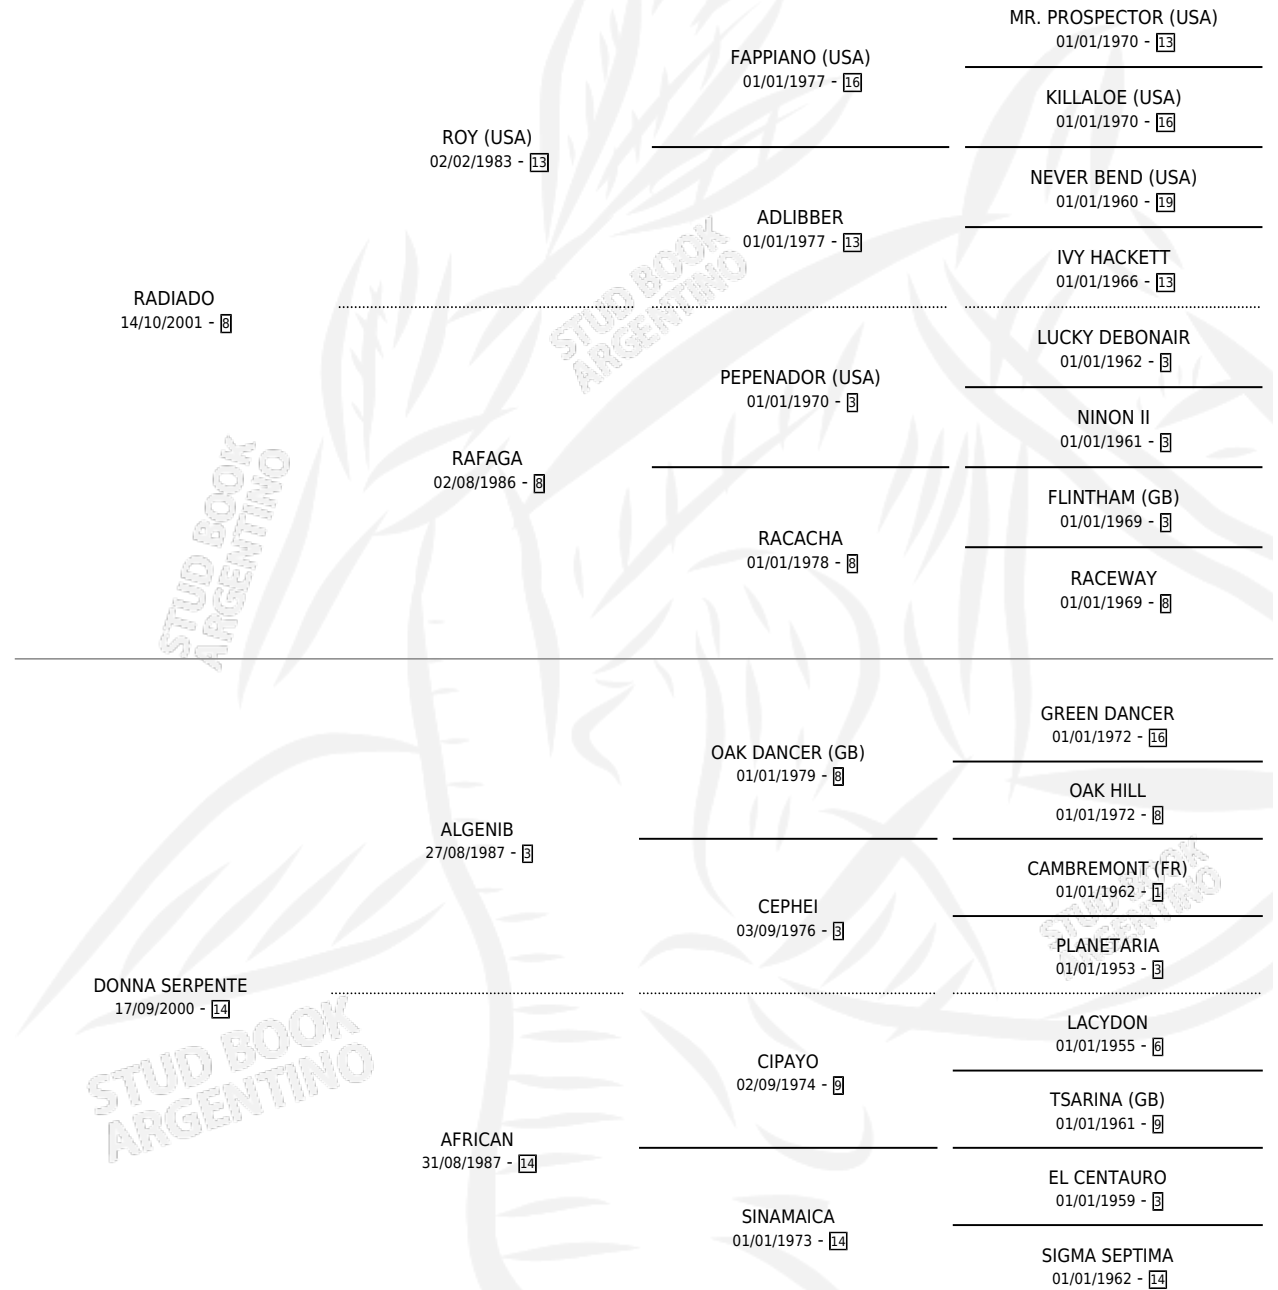 MR. PROSPECTOR (USA)
01/01/1970 - 13
FAPPIANO (USA)
01/01/1977 - 16
KILLALOE (USA)
01/01/1970 - 16
ROY (USA)
02/02/1983 - 13
NEVER BEND (USA)
01/01/1960 - 19
ADLIBBER
01/01/1977 - 13
IVY HACKETT
01/01/1966 - 13
RADIADO
14/10/2001 - 8
LUCKY DEBONAIR
01/01/1962 - 3
PEPENADOR (USA)
01/01/1970 - 3
NINON II
01/01/1961 - 3
RAFAGA
02/08/1986 - 8
FLINTHAM (GB)
01/01/1969 - 3
RACACHA
01/01/1978 - 8
RACEWAY
01/01/1969 - 8
STUD BOOK
ARGENTINO
STUD BOOK
ARGENTINO
GREEN DANCER
01/01/1972 - 16
OAK DANCER (GB)
01/01/1979 - 8
OAK HILL
01/01/1972 - 8
ALGENIB
27/08/1987 - 3
CAMBREMONT (FR)
01/01/1962 - 1
CEPHEI
03/09/1976 - 3
PLANETARIA
01/01/1953 - 3
STUD BOOK
ARGENTINO
DONNA SERPENTE
17/09/2000 - 14
LACYDON
01/01/1955 - 6
CIPAYO
02/09/1974 - 9
TSARINA (GB)
01/01/1961 - 9
STUD BOOK
ARGENTINO
AFRICAN
31/08/1987 - 14
EL CENTAURO
01/01/1959 - 3
SINAMAICA
01/01/1973 - 14
SIGMA SEPTIMA
01/01/1962 - 14